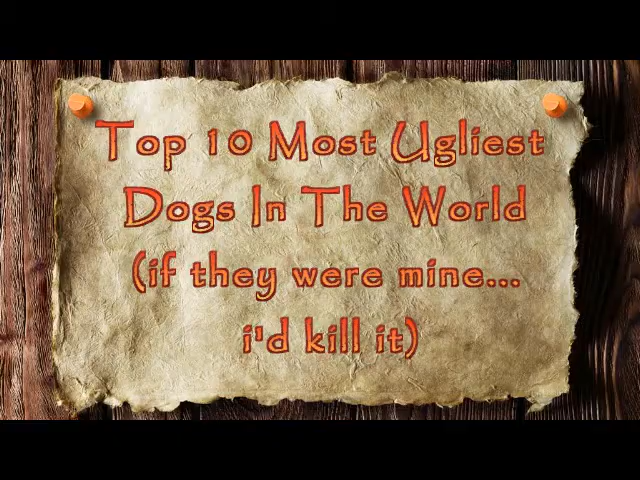 Top 10 Most Ugliest
Dogs In The World
(if they were mine...
i'd kill it)